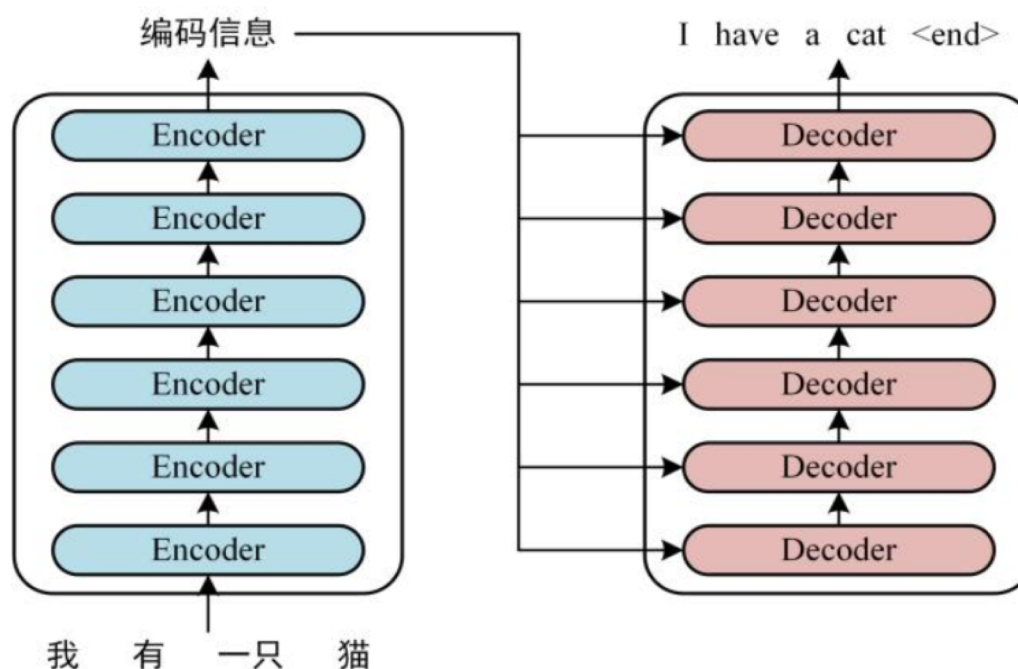 编码信息
I have a cat <end>
Encoder
Encoder
Encoder
Encoder
Encoder
Encoder
Decoder
Decoder
Decoder
Decoder
Decoder
Decoder
我 有 一只 猫